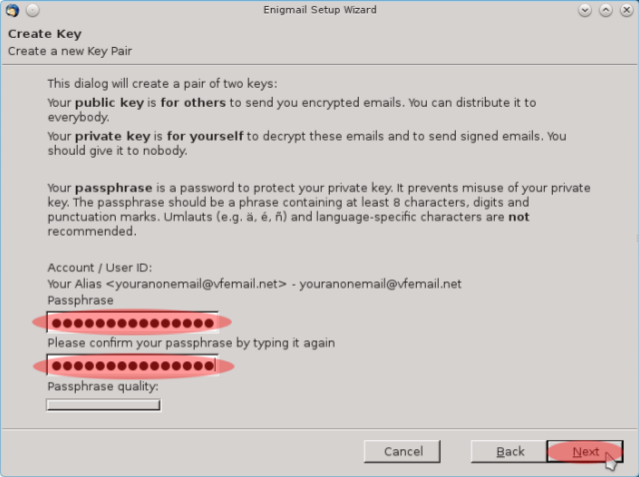 Enigmail Setup Wizard
Create Key
Create a new Key Pair
This dialog will create a pair of two keys:
Your public key is for others to send you encrypted emails. You can distribute it to
everybody.
Your private key is for yourself to decrypt these emails and to send signed emails. You
should give it to nobody.
Your passphrase is a password to protect your private key. It prevents misuse of your private
key. The passphrase should be a phrase containing at least 8 characters, digits and
punctuation marks. Umlauts (e.g. ä, é, ñ) and language-specific characters are not
recommended.
Account / User ID:
Your Alias <youranonemail@vfemail.net> - youranonemail@vfemail.net
Passphrase
Please confirm your passphrase by typing it again
Passphrase quality:
Cancel Back Next